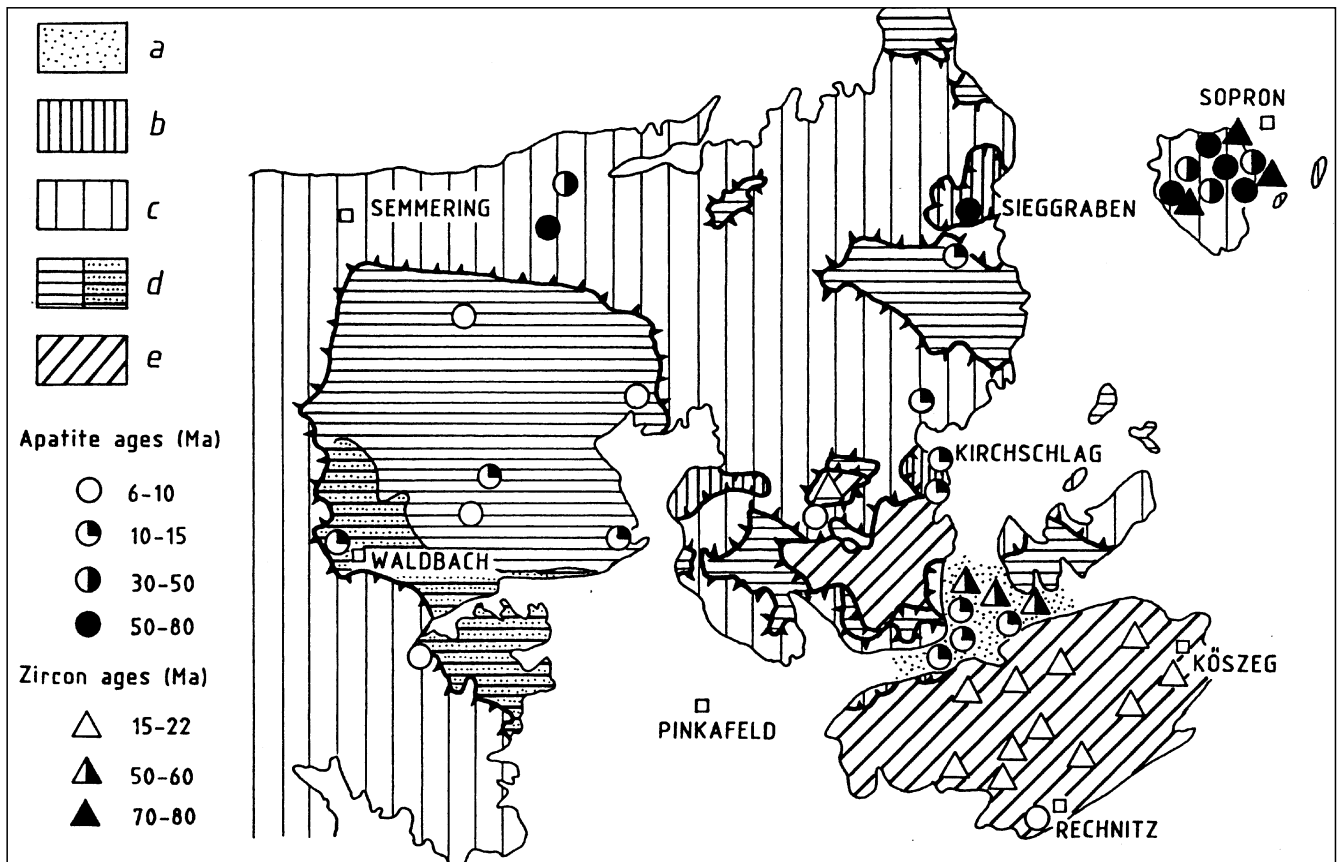 a
b
c
d
e
Apatite ages (Ma)
6-10
10-15
30-50
50-80
Zircon ages (Ma)
15-22
50-60
70-80
SOPRON
SEMMERING
SIEGGRABEN
KIRCHSCHLAG
WALDBACH
KŐSZEG
PINKAFELD
RECHNITZ